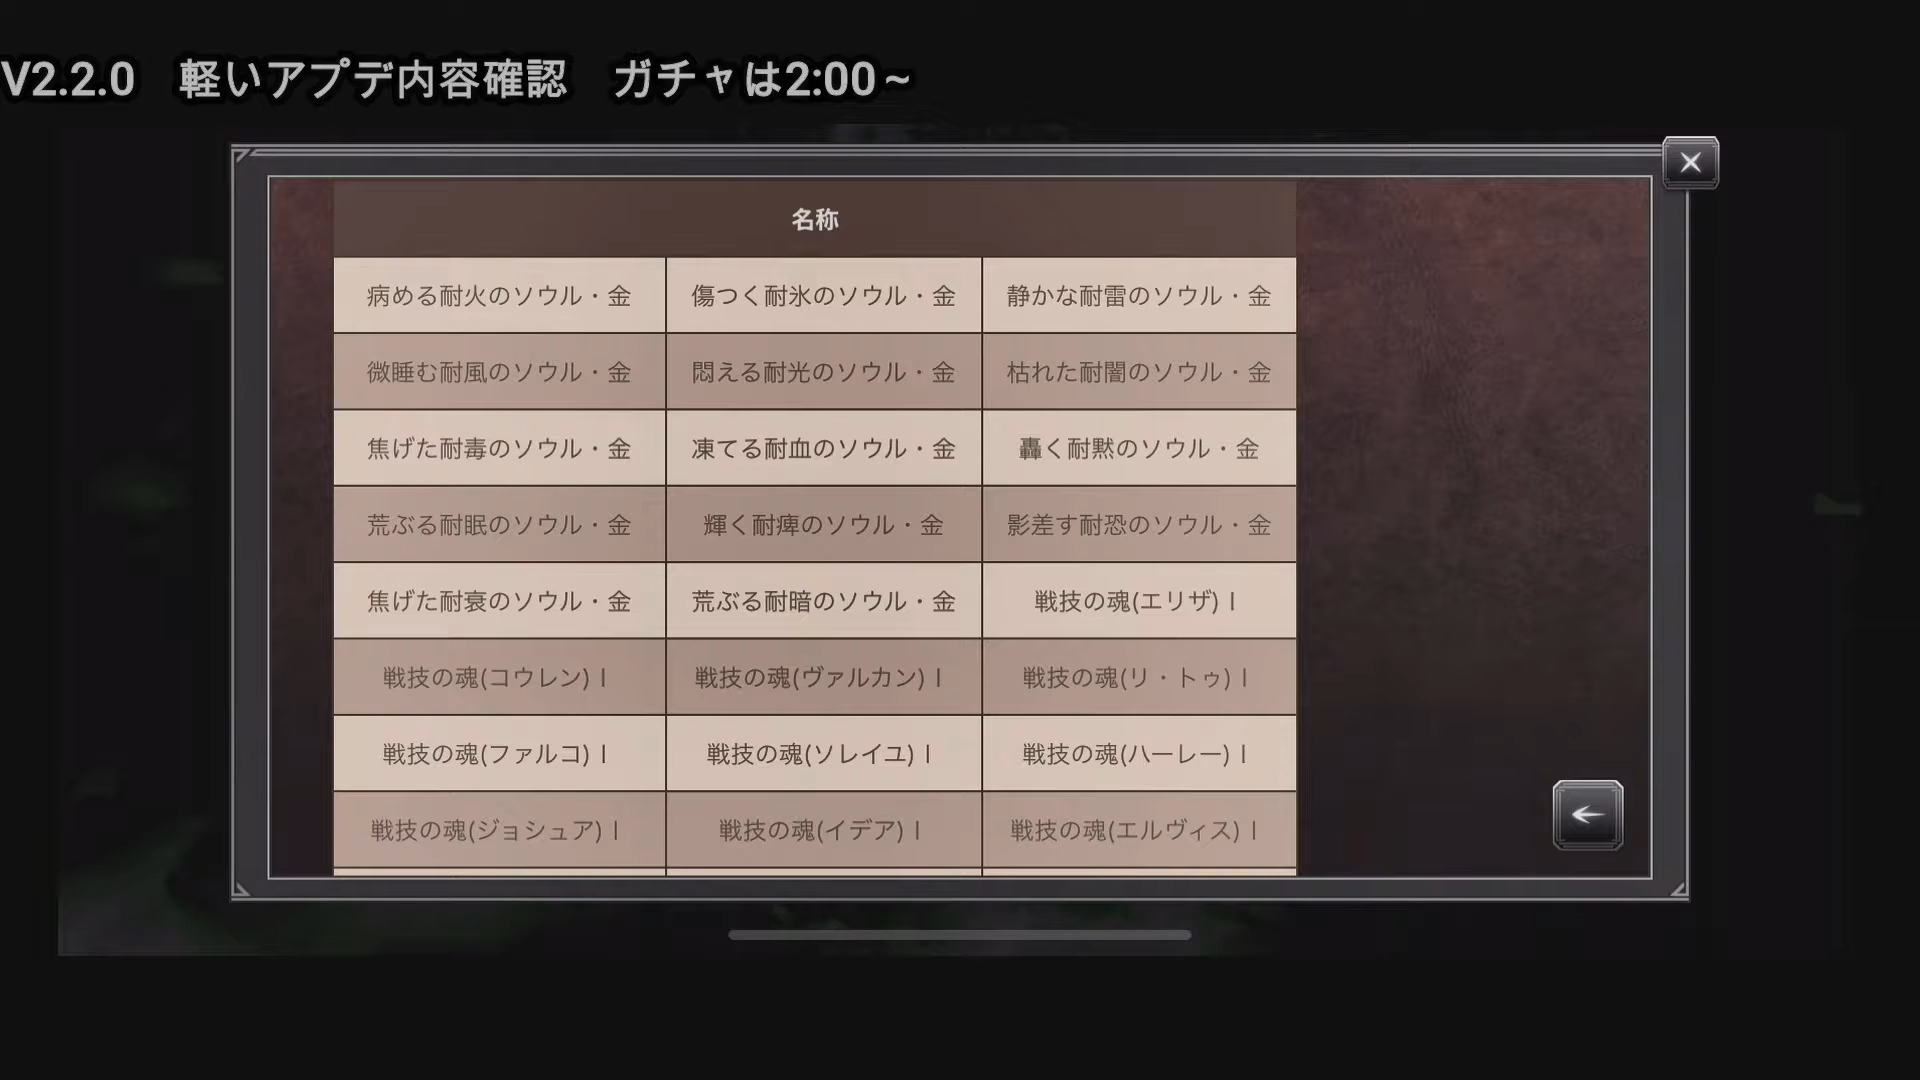 V2.2.0 軽いアプデ内容確認 ガチャは2:00～
名称
病める耐火のソウル・金 傷つく耐氷のソウル・金 静かな耐雷のソウル・金
微睡む耐風のソウル・金 悶える耐光のソウル・金 枯れた耐闇のソウル・金
焦げた耐毒のソウル・金 凍てる耐血のソウル・金 轟く耐黙のソウル・金
荒ぶる耐眠のソウル・金 輝く耐痺のソウル・金 影差す耐恐のソウル・金
焦げた耐衰のソウル・金 荒ぶる耐暗のソウル・金 戦技の魂(エリザ) I
戦技の魂(コウレン) I 戦技の魂(ヴァルカン) I 戦技の魂(リ・トゥ) I
戦技の魂(ファルコ) I 戦技の魂(ソレイユ) I 戦技の魂(ハーレー) I
戦技の魂(ジョシュア) I 戦技の魂(イデア) I 戦技の魂(エルヴィス) I